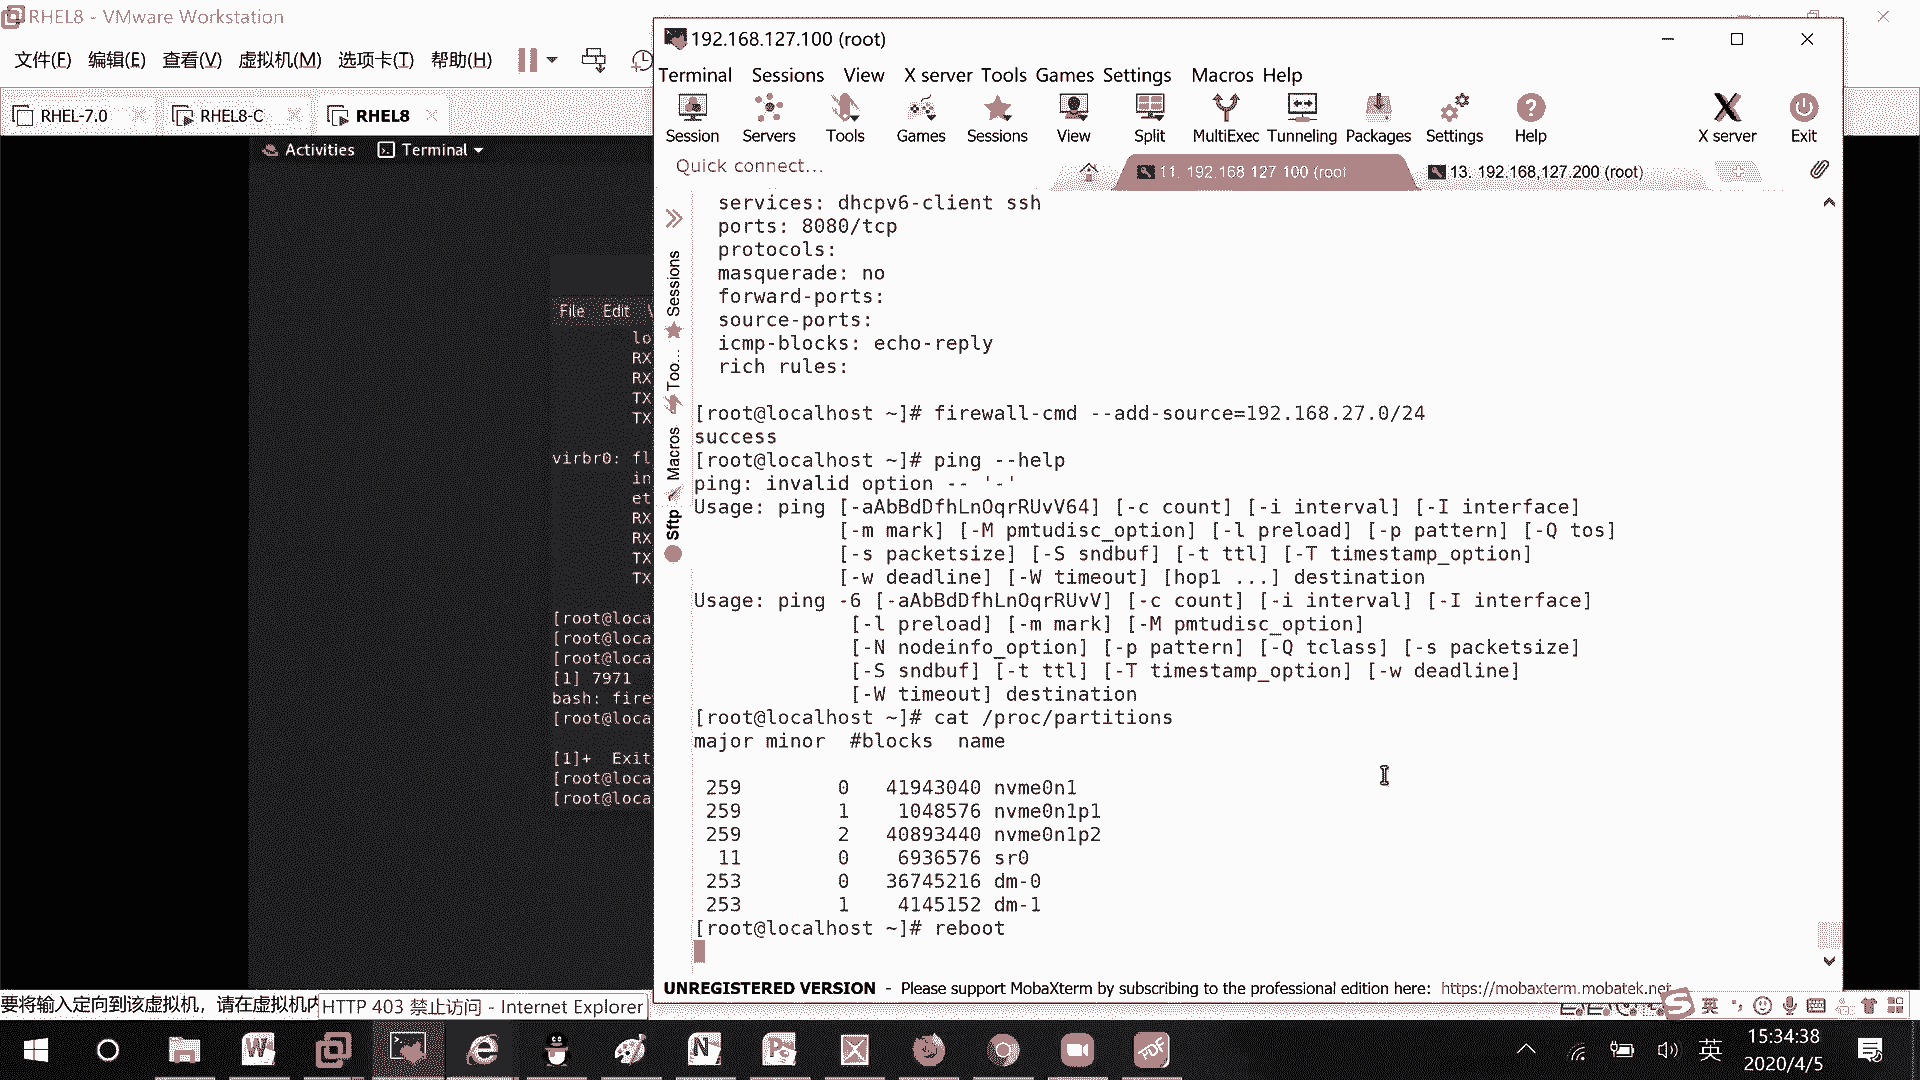 RHEL8 - VMware Workstation
文件(F) 编辑(E) 查看(V) 虚拟机(M) 选项卡(T) 帮助(H)
RHEL-7.0
RHEL8-C
RHEL8
Activities
Terminal
File Edit
lo
RX
RX
TX
TX
virbr0: fl
in
et
RX
RX
TX
TX
[root@loca
[root@loca
[root@loca
[1] 7971
bash: fire
[root@loca
[1]+ Exit
[root@loca
[root@loca
192.168.127.100 (root)
Terminal Sessions View X server Tools Games Settings Macros Help
Session Servers Tools Games Sessions View Split MultiExec Tunneling Packages Settings Help X server Exit
Quick connect...
11. 192.168.127.100 (root
13. 192.168.127.200 (root)
Sessions
Too...
Macros
Sftp
services: dhcpv6-client ssh
ports: 8080/tcp
protocols:
masquerade: no
forward-ports:
source-ports:
icmp-blocks: echo-reply
rich rules:
[root@localhost ~]# firewall-cmd --add-source=192.168.27.0/24
success
[root@localhost ~]# ping --help
ping: invalid option -- '-'
Usage: ping [-aAbBdDfhLnOqrRUvV64] [-c count] [-i interval] [-I interface]
[-m mark] [-M pmtudisc_option] [-l preload] [-p pattern] [-Q tos]
[-s packetsize] [-S sndbuf] [-t ttl] [-T timestamp_option]
[-w deadline] [-W timeout] [hop1 ...] destination
Usage: ping -6 [-aAbBdDfhLnOqrRUvV] [-c count] [-i interval] [-I interface]
[-l preload] [-m mark] [-M pmtudisc_option]
[-N nodeinfo_option] [-p pattern] [-Q tclass] [-s packetsize]
[-S sndbuf] [-t ttl] [-T timestamp_option] [-w deadline]
[-W timeout] destination
[root@localhost ~]# cat /proc/partitions
major minor #blocks name
259 0 41943040 nvme0n1
259 1 1048576 nvme0n1p1
259 2 40893440 nvme0n1p2
11 0 6936576 sr0
253 0 36745216 dm-0
253 1 4145152 dm-1
[root@localhost ~]# reboot
UNREGISTERED VERSION - Please support MobaXterm by subscribing to the professional edition here: https://mobaxterm.mobatek.net
要将输入定向到该虚拟机，请在虚拟机内
HTTP 403 禁止访问 - Internet Explorer
英
英
15:34:38
2020/4/5